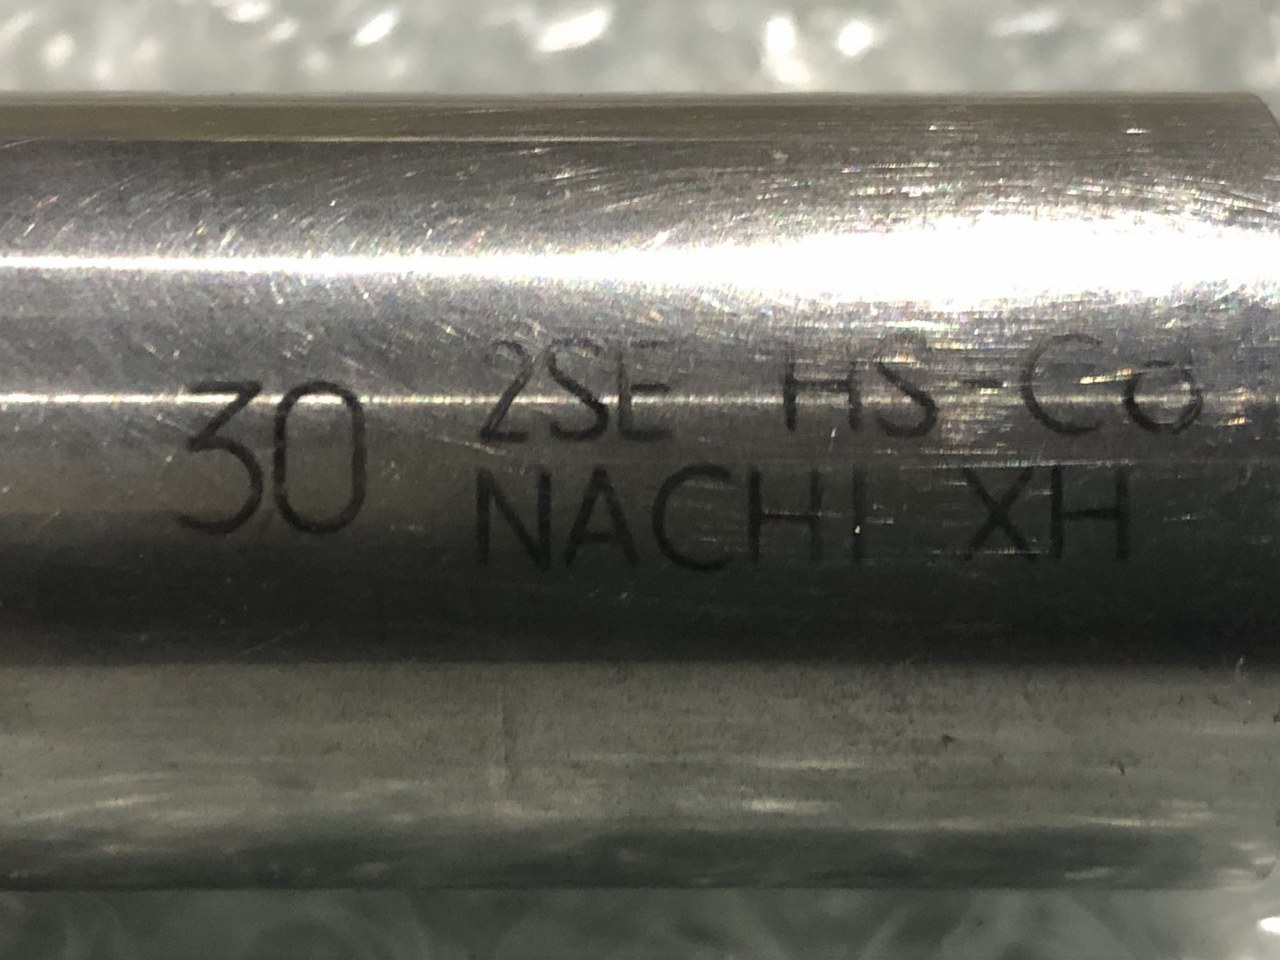 30
2SE HS-Co
NACHI XH